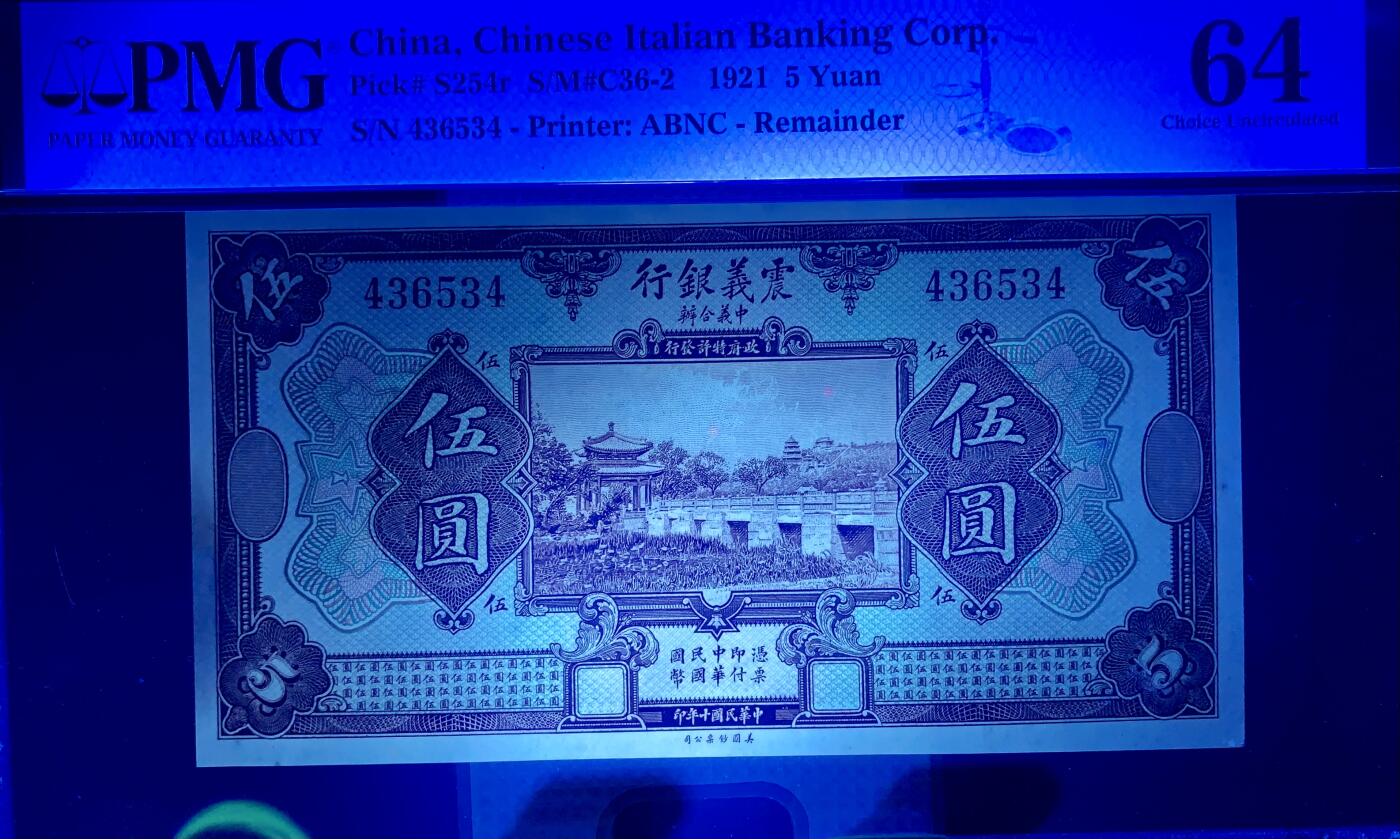 PMG
PAPER MONEY GUARANTY
China, Chinese Italian Banking Corp.
Pick# S254r S/M#C36-2 1921 5 Yuan
S/N 436534 - Printer: ABNC - Remainder
64
Choice Uncirculated
伍
伍
436534
行銀義震
436534
辦合義中
行發許特府政
伍
伍
伍圓
伍圓
伍
伍
國民中印憑
幣國華付票
5
5
印年十國民華中
司公票鈔國美